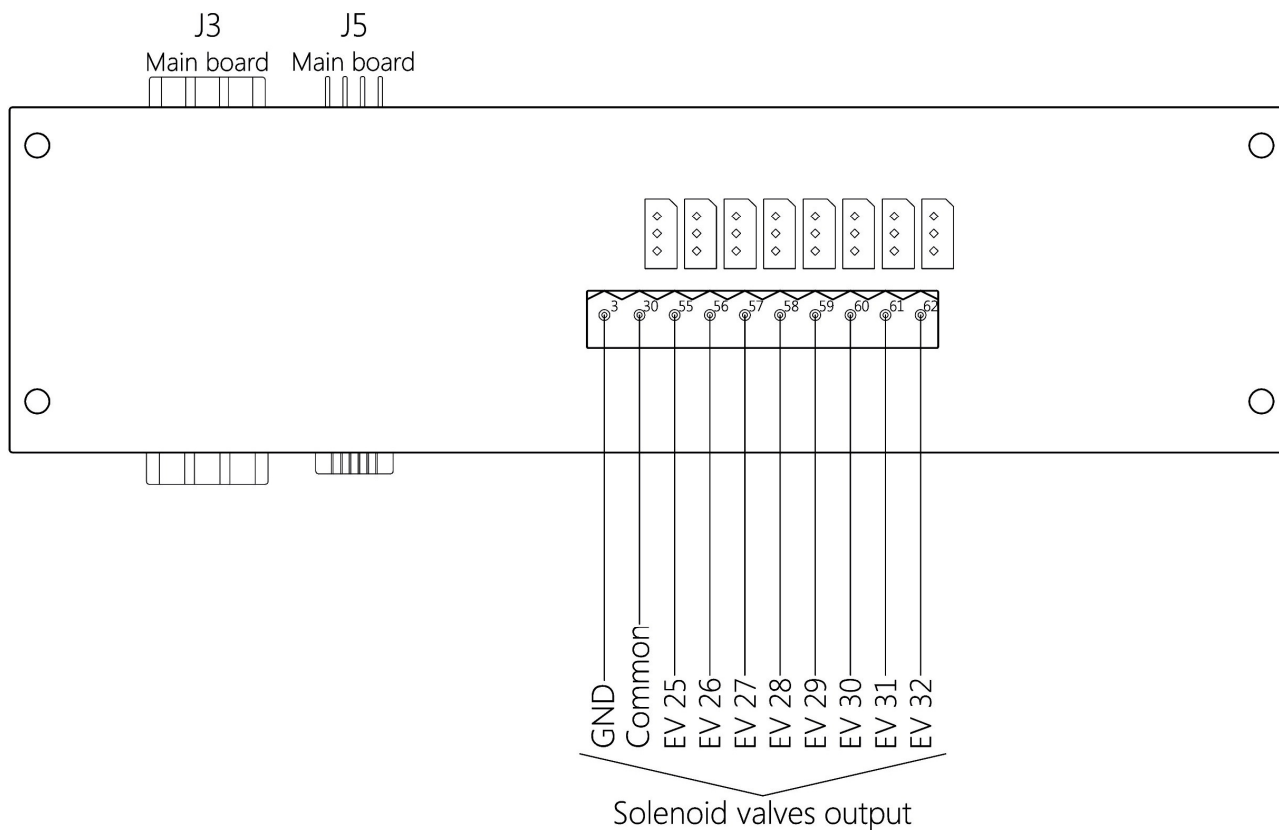 J3 J5
Main board Main board
3 30 55 56 57 58 59 60 61 62
GND
Common
EV 25
EV 26
EV 27
EV 28
EV 29
EV 30
EV 31
EV 32
Solenoid valves output